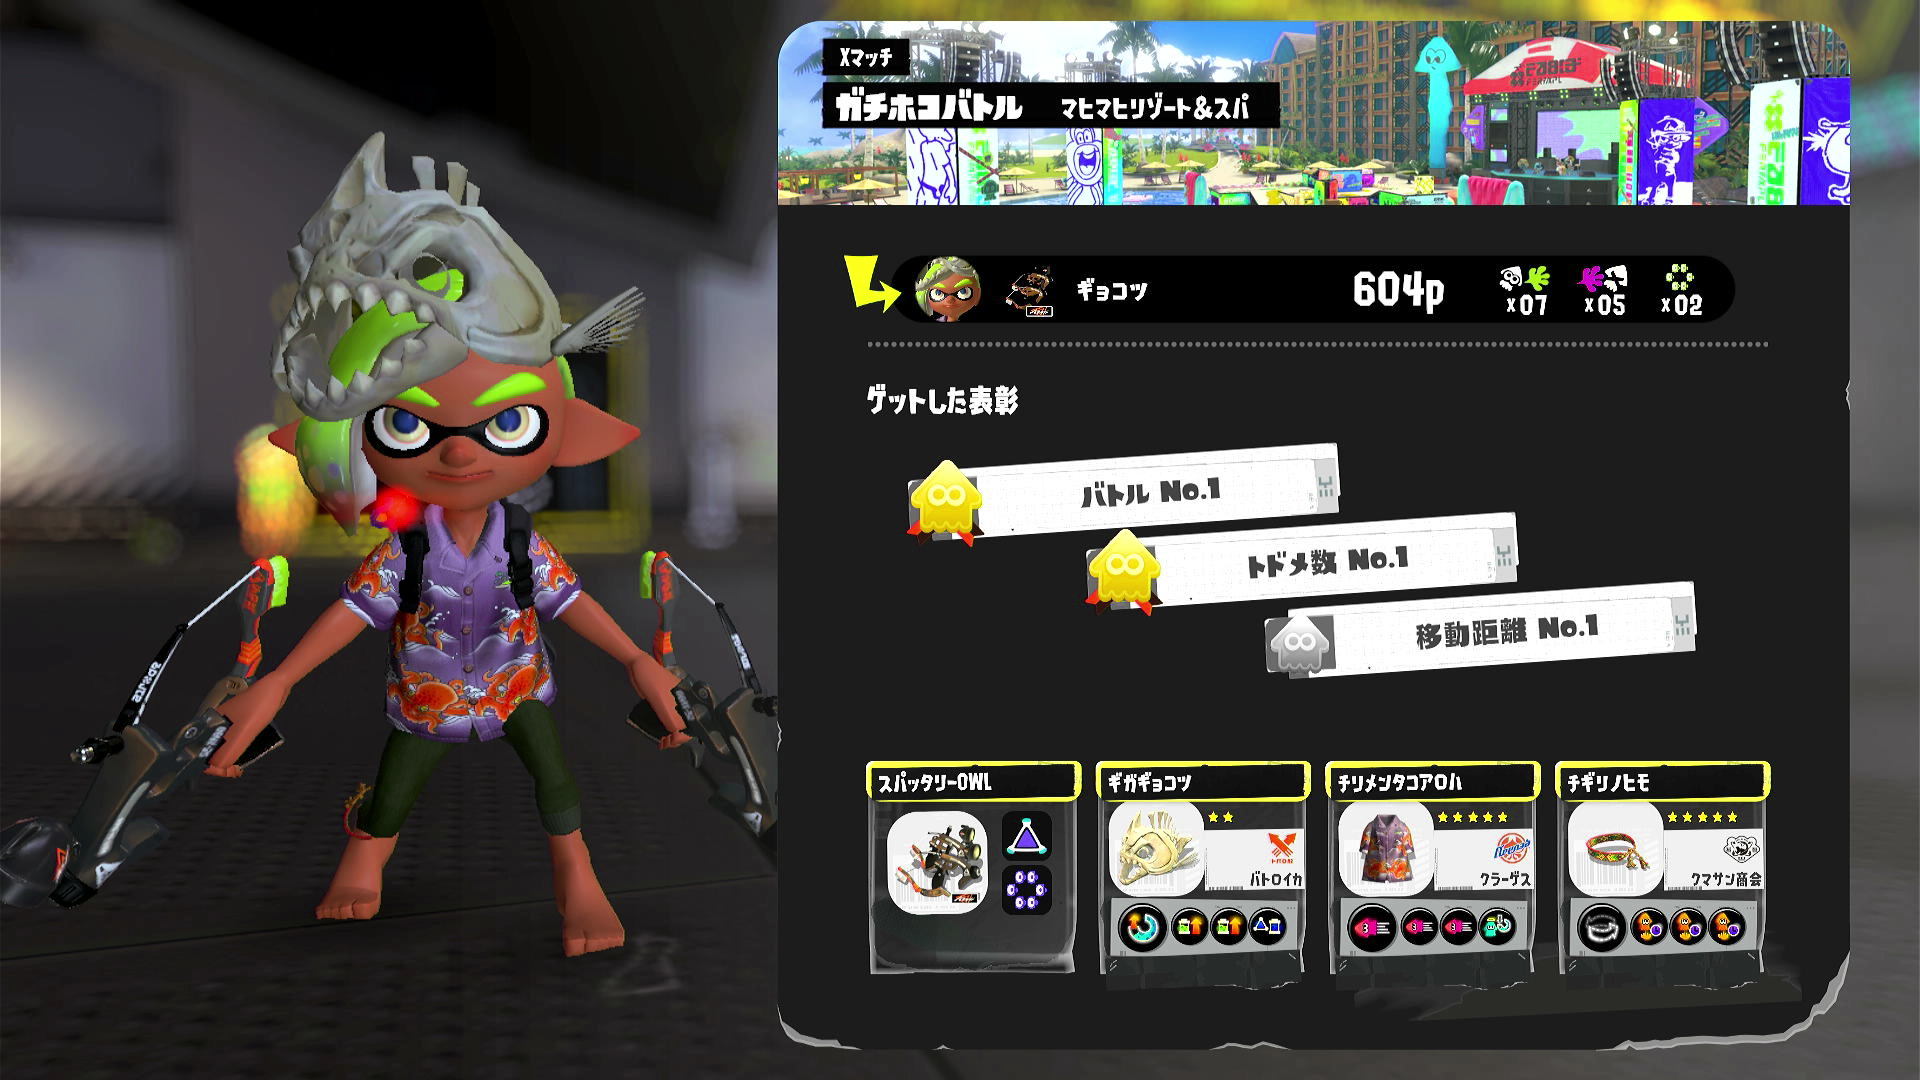 Xマッチ
ガチホコバトル マヒマヒリゾート&スパ
ギョコツ 604p x07 x05 x02
ゲットした表彰
バトル No.1
トドメ数 No.1
移動距離 No.1
スパッタリーOWL
ギガギョコツ
チリメンタコアロハ
チギリノヒモ
バトロイカ
クラーゲス
クマサン商会